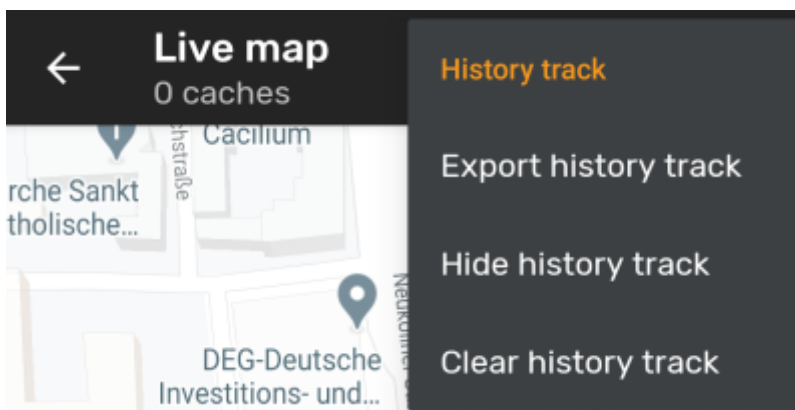 Live map
0 caches
History track
Export history track
Hide history track
Clear history track
Cacilium
chstraße
rche Sankt
tholische...
DEG-Deutsche
Investitions- und...